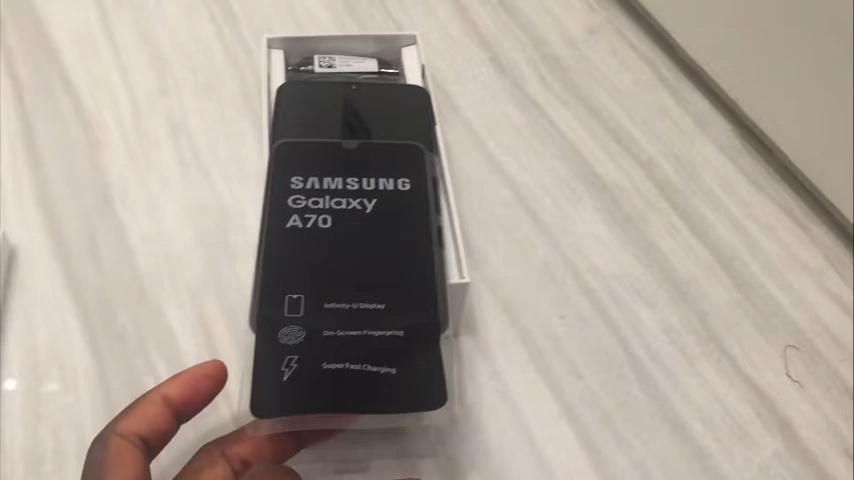 SAMSUNG
Galaxy
A70
Infinity-U Display
On-Screen Fingerprint
Super Fast Charging